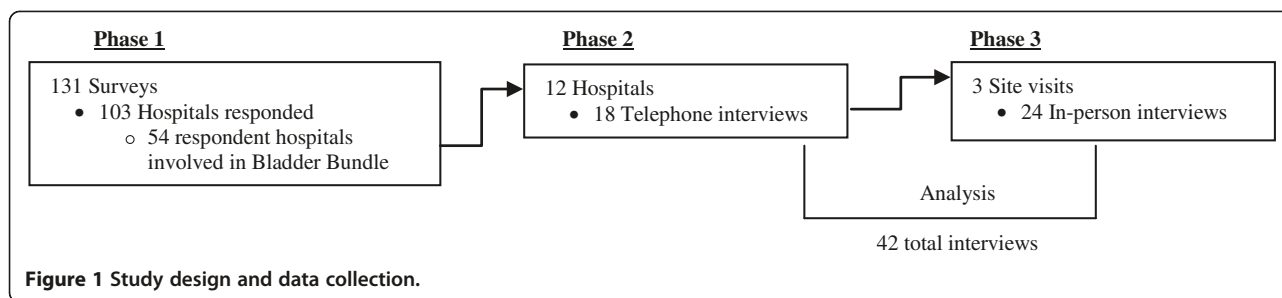 Phase 1
131 Surveys
• 103 Hospitals responded
○ 54 respondent hospitals
involved in Bladder Bundle
Phase 2
12 Hospitals
• 18 Telephone interviews
Phase 3
3 Site visits
• 24 In-person interviews
Analysis
42 total interviews
Figure 1 Study design and data collection.